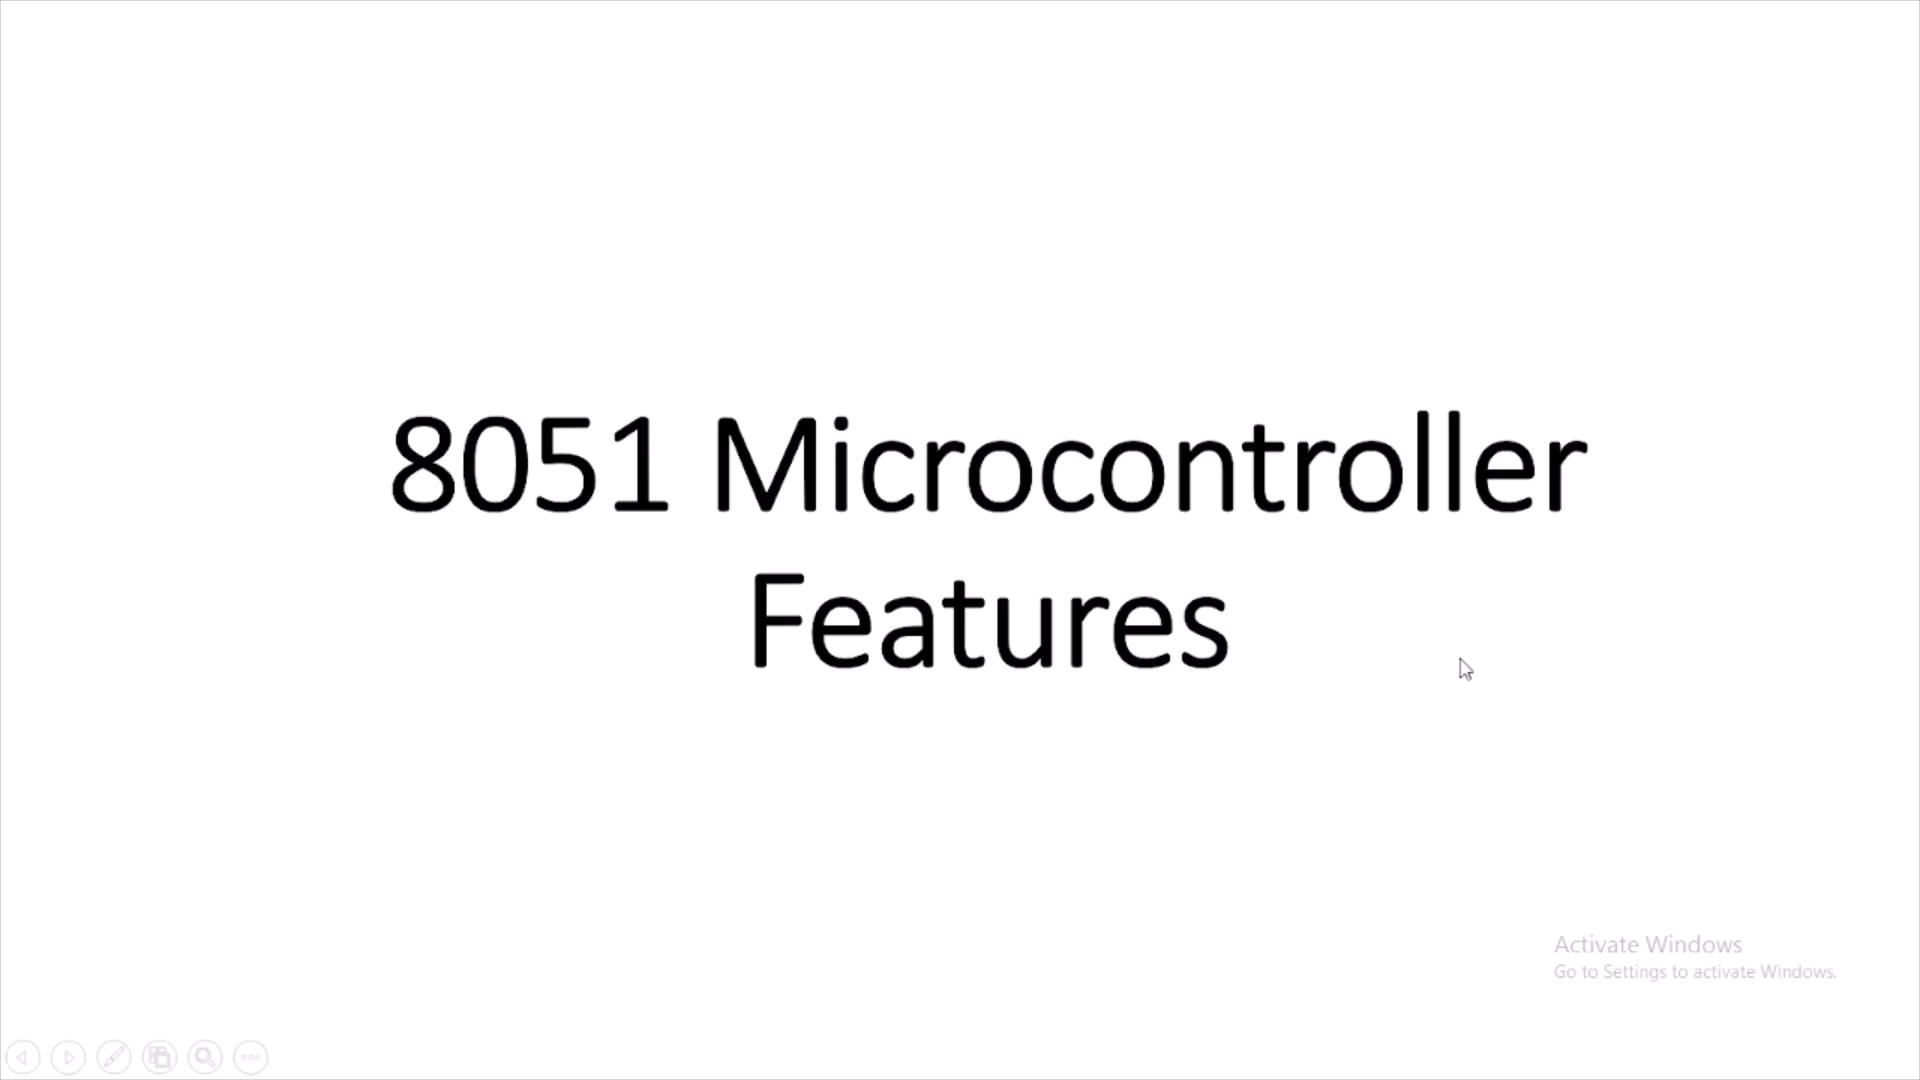 8051 Microcontroller
Features
Activate Windows
Go to Settings to activate Windows.